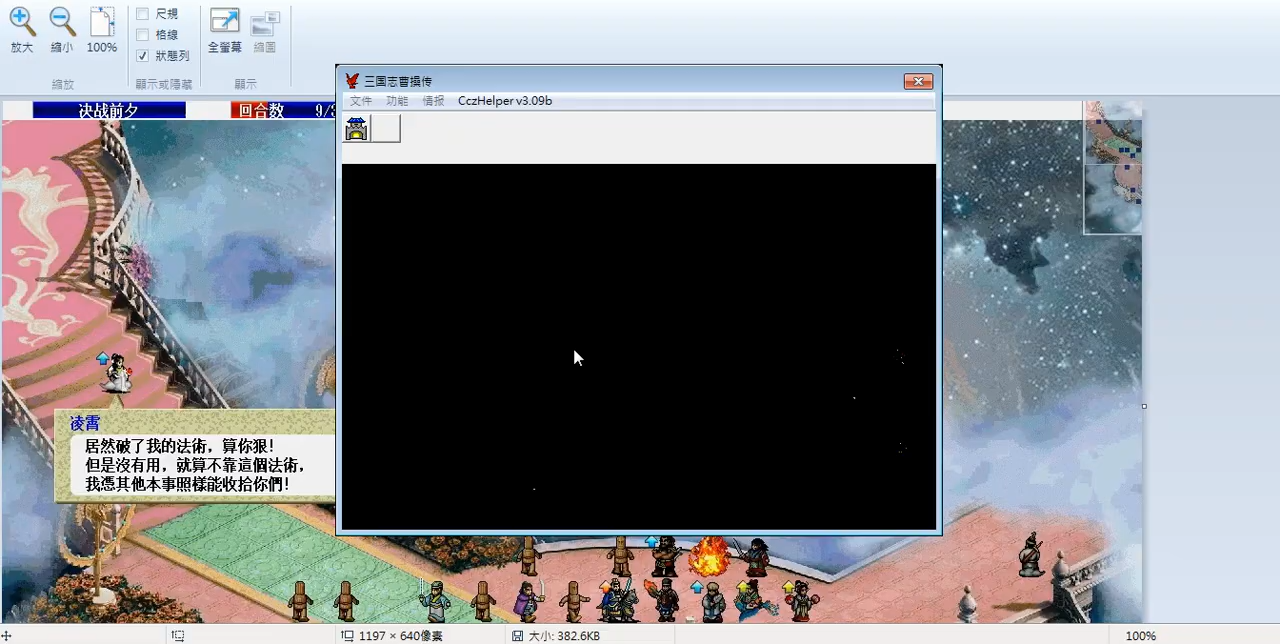 放大
縮小
100%
尺規
格線
狀態列
全螢幕
縮圖
縮放
顯示或隱藏
顯示
决战前夕
回合数 9/3
三国志曹操传
文件 功能 情报 CczHelper v3.09b
凌霄
居然破了我的法術，算你狠！
但是沒有用，就算不靠這個法術，
我憑其他本事照樣能收拾你們！
1197 × 640像素
大小: 382.6KB
100%